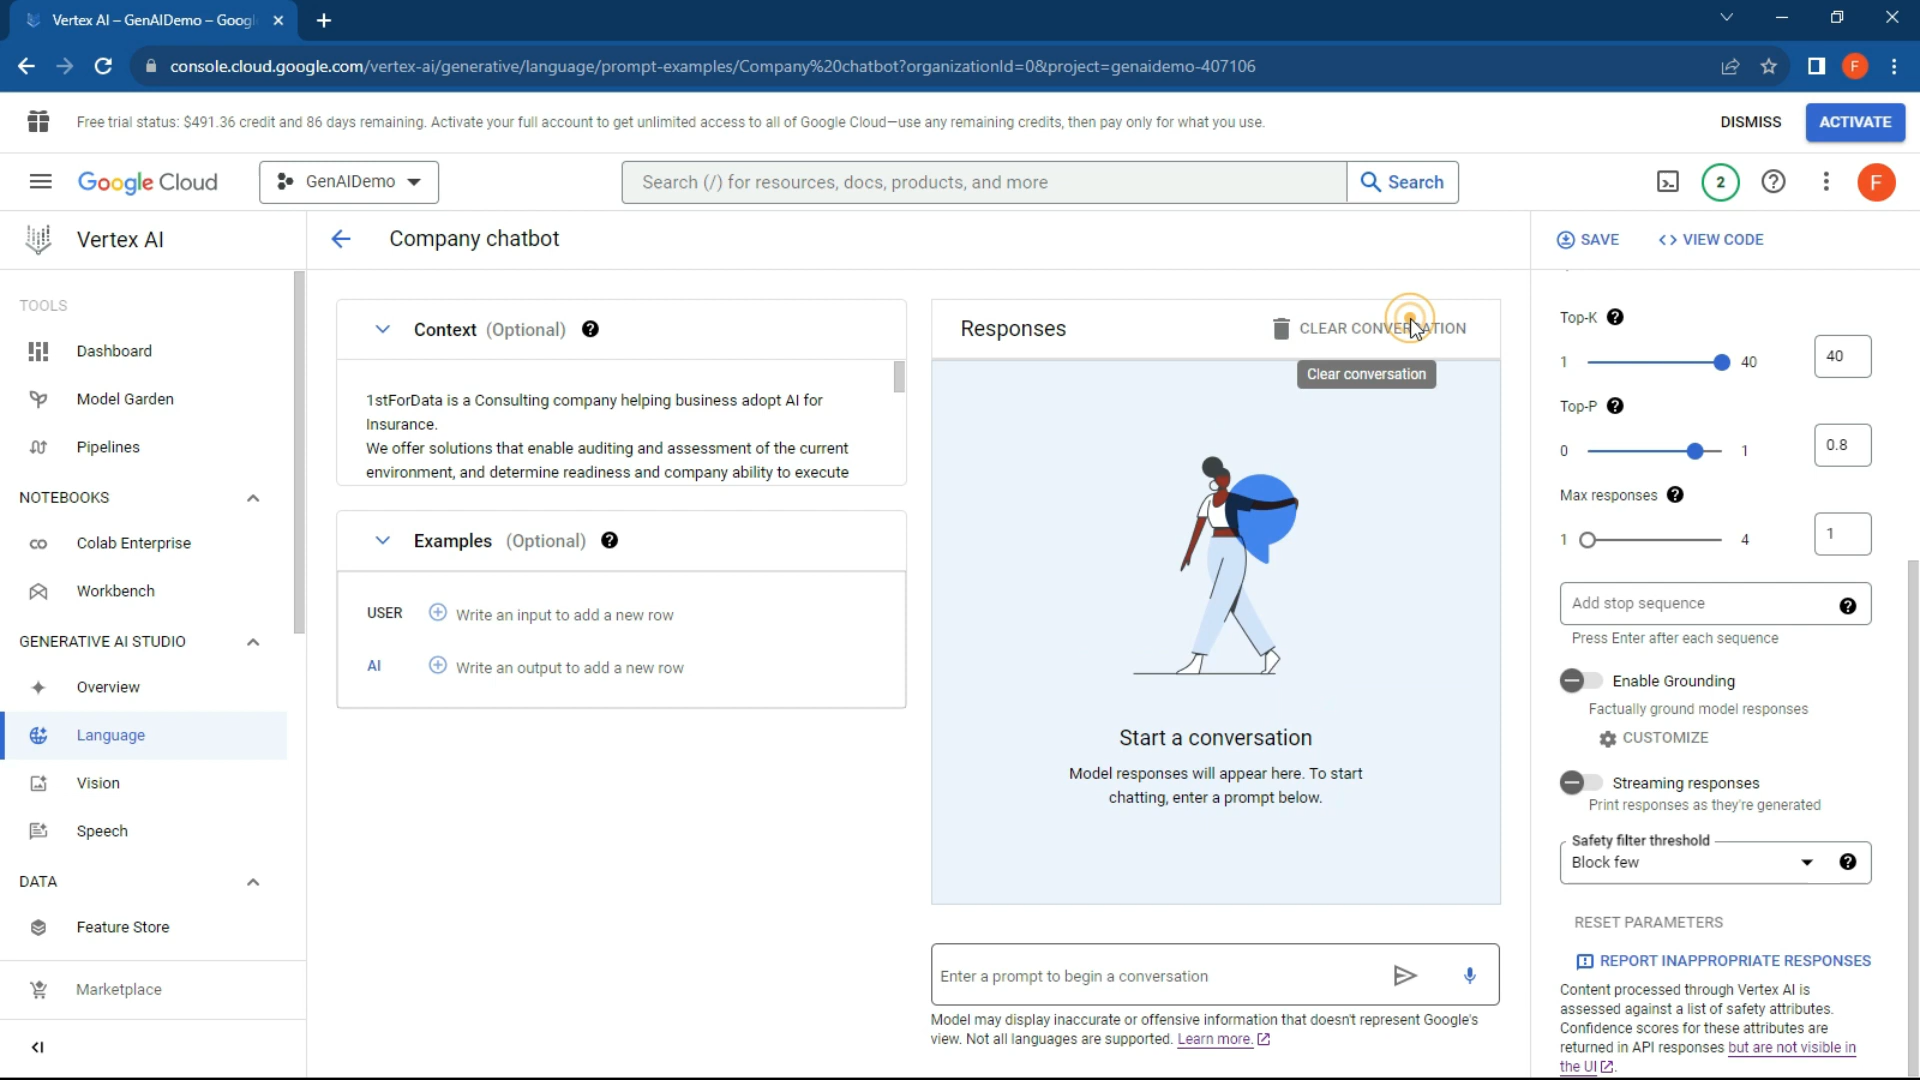 Vertex AI – GenAIDemo – Googl
console.cloud.google.com/vertex-ai/generative/language/prompt-examples/Company%20chatbot?organizationId=0&project=genaidemo-407106
F
Free trial status: $491.36 credit and 86 days remaining. Activate your full account to get unlimited access to all of Google Cloud—use any remaining credits, then pay only for what you use.
DISMISS
ACTIVATE
Google Cloud
GenAIDemo
Search (/) for resources, docs, products, and more
Search
2
F
Vertex AI
Company chatbot
SAVE
<> VIEW CODE
TOOLS
Dashboard
Model Garden
Pipelines
NOTEBOOKS
Colab Enterprise
Workbench
GENERATIVE AI STUDIO
Overview
Language
Vision
Speech
DATA
Feature Store
Marketplace
Context (Optional)
1stForData is a Consulting company helping business adopt AI for
Insurance.
We offer solutions that enable auditing and assessment of the current
environment, and determine readiness and company ability to execute
Examples (Optional)
USER
Write an input to add a new row
AI
Write an output to add a new row
Responses
CLEAR CONVERSATION
Clear conversation
Start a conversation
Model responses will appear here. To start
chatting, enter a prompt below.
Enter a prompt to begin a conversation
Model may display inaccurate or offensive information that doesn't represent Google's
view. Not all languages are supported. Learn more.
Top-K
1
40
40
Top-P
0
1
0.8
Max responses
1
4
1
Add stop sequence
Press Enter after each sequence
Enable Grounding
Factually ground model responses
CUSTOMIZE
Streaming responses
Print responses as they're generated
Safety filter threshold
Block few
RESET PARAMETERS
REPORT INAPPROPRIATE RESPONSES
Content processed through Vertex AI is
assessed against a list of safety attributes.
Confidence scores for these attributes are
returned in API responses but are not visible in
the UI.